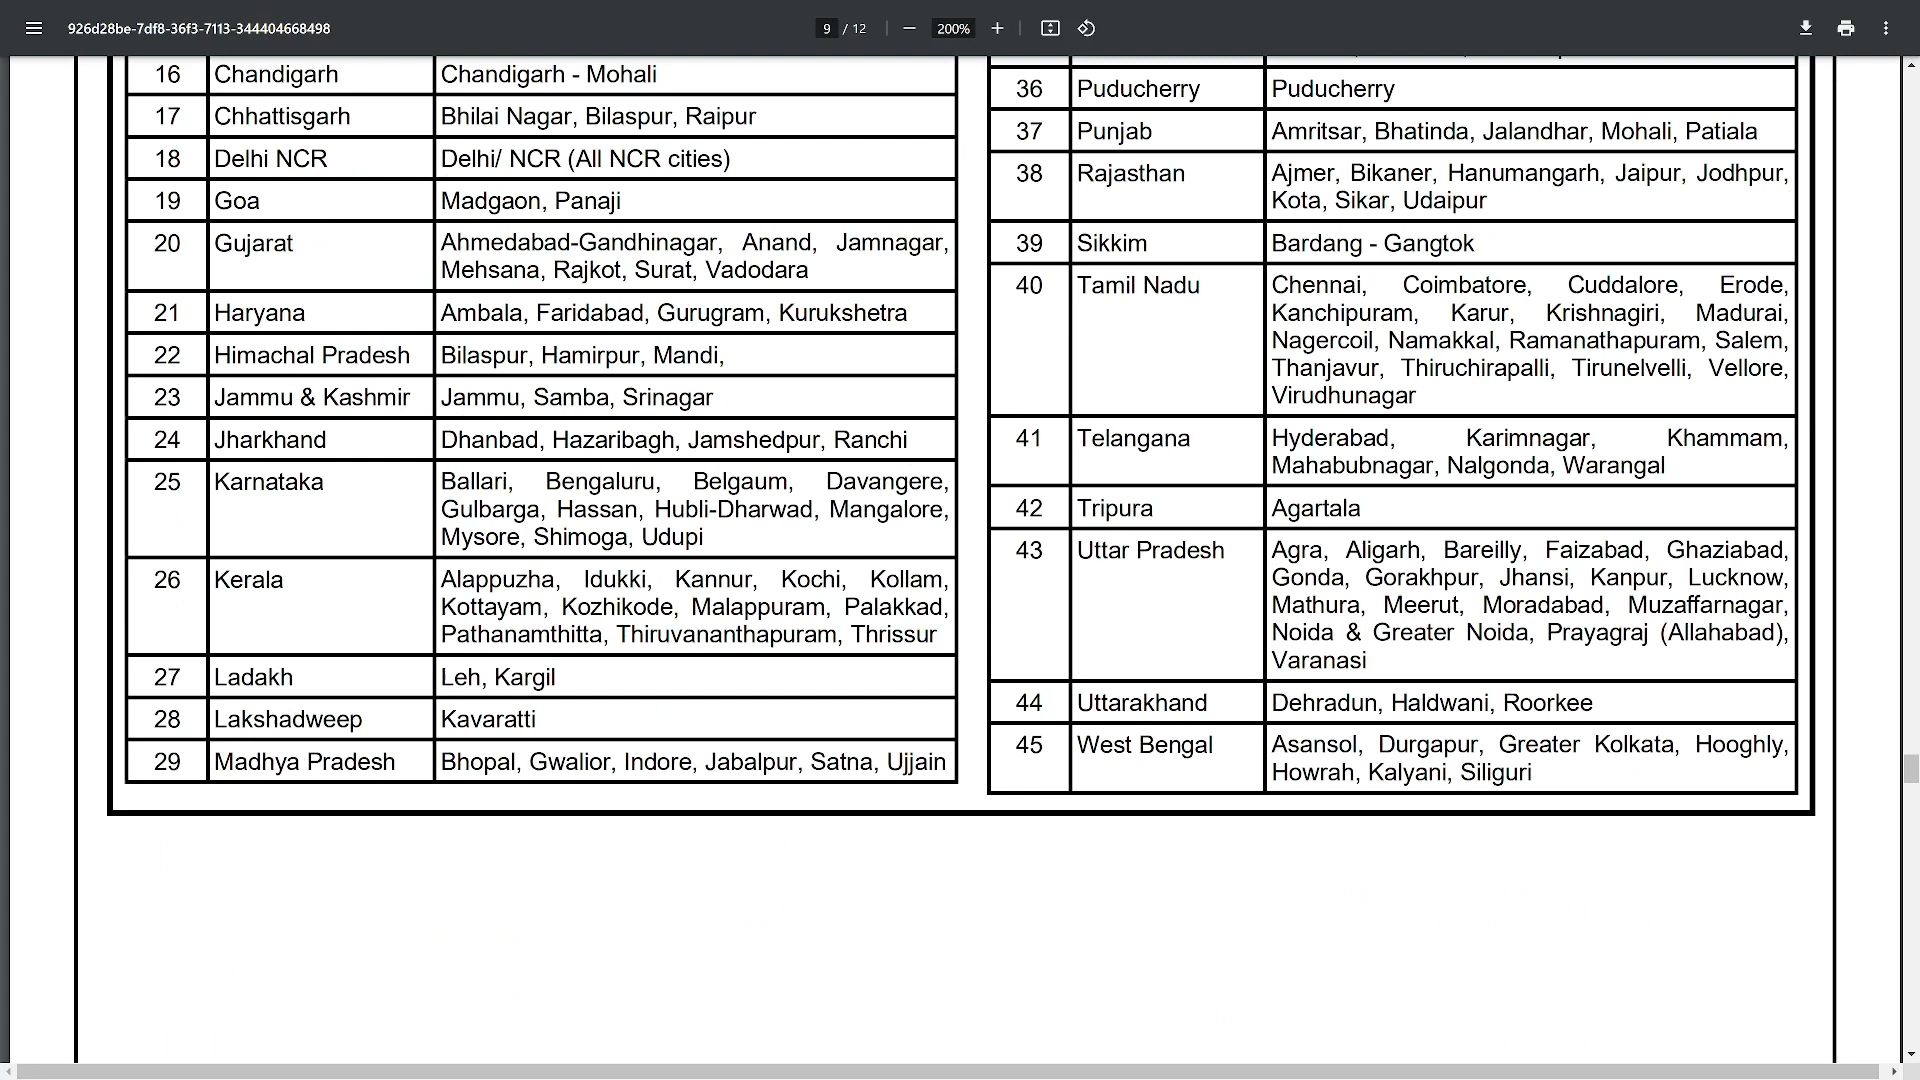 926d28be-7df8-36f3-7113-344404668498
9 / 12
200%
16 Chandigarh Chandigarh - Mohali
17 Chhattisgarh Bhilai Nagar, Bilaspur, Raipur
18 Delhi NCR Delhi/ NCR (All NCR cities)
19 Goa Madgaon, Panaji
20 Gujarat Ahmedabad-Gandhinagar, Anand, Jamnagar,
Mehsana, Rajkot, Surat, Vadodara
21 Haryana Ambala, Faridabad, Gurugram, Kurukshetra
22 Himachal Pradesh Bilaspur, Hamirpur, Mandi,
23 Jammu & Kashmir Jammu, Samba, Srinagar
24 Jharkhand Dhanbad, Hazaribagh, Jamshedpur, Ranchi
25 Karnataka Ballari, Bengaluru, Belgaum, Davangere,
Gulbarga, Hassan, Hubli-Dharwad, Mangalore,
Mysore, Shimoga, Udupi
26 Kerala Alappuzha, Idukki, Kannur, Kochi, Kollam,
Kottayam, Kozhikode, Malappuram, Palakkad,
Pathanamthitta, Thiruvananthapuram, Thrissur
27 Ladakh Leh, Kargil
28 Lakshadweep Kavaratti
29 Madhya Pradesh Bhopal, Gwalior, Indore, Jabalpur, Satna, Ujjain
36 Puducherry Puducherry
37 Punjab Amritsar, Bhatinda, Jalandhar, Mohali, Patiala
38 Rajasthan Ajmer, Bikaner, Hanumangarh, Jaipur, Jodhpur,
Kota, Sikar, Udaipur
39 Sikkim Bardang - Gangtok
40 Tamil Nadu Chennai, Coimbatore, Cuddalore, Erode,
Kanchipuram, Karur, Krishnagiri, Madurai,
Nagercoil, Namakkal, Ramanathapuram, Salem,
Thanjavur, Thiruchirapalli, Tirunelvelli, Vellore,
Virudhunagar
41 Telangana Hyderabad, Karimnagar, Khammam,
Mahabubnagar, Nalgonda, Warangal
42 Tripura Agartala
43 Uttar Pradesh Agra, Aligarh, Bareilly, Faizabad, Ghaziabad,
Gonda, Gorakhpur, Jhansi, Kanpur, Lucknow,
Mathura, Meerut, Moradabad, Muzaffarnagar,
Noida & Greater Noida, Prayagraj (Allahabad),
Varanasi
44 Uttarakhand Dehradun, Haldwani, Roorkee
45 West Bengal Asansol, Durgapur, Greater Kolkata, Hooghly,
Howrah, Kalyani, Siliguri